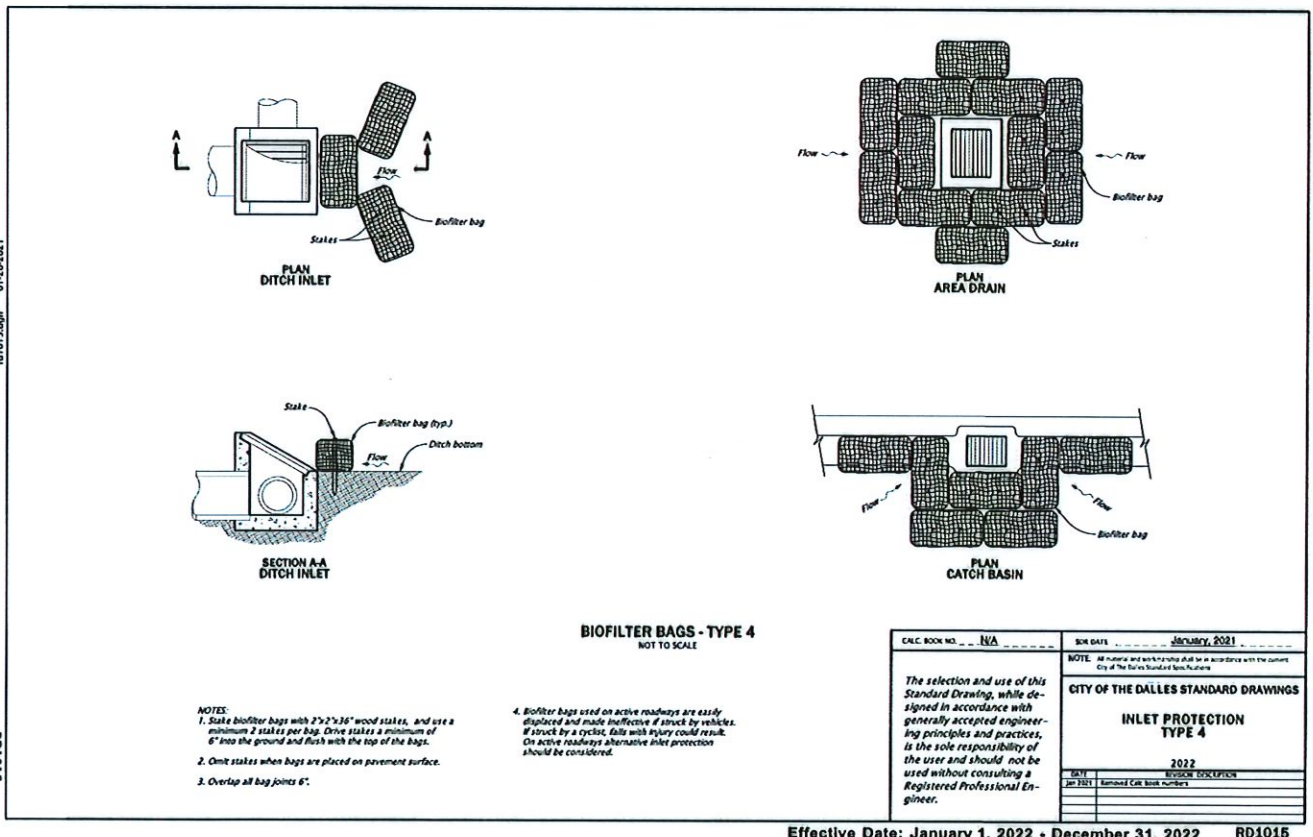 A
A
Flow
Biofilter bag
Stakes
PLAN
DITCH INLET
Flow
Flow
Biofilter bag
Stakes
PLAN
AREA DRAIN
Stake
Biofilter bag (typ.)
Ditch bottom
Flow
SECTION A-A
DITCH INLET
Flow
Flow
Biofilter bag
PLAN
CATCH BASIN
BIOFILTER BAGS - TYPE 4
NOT TO SCALE
NOTES:
1. Stake biofilter bags with 2"x2"x36" wood stakes, and use a
minimum 2 stakes per bag. Drive stakes a minimum of
6" into the ground and flush with the top of the bags.
2. Omit stakes when bags are placed on pavement surface.
3. Overlap all bag joints 6".
4. Biofilter bags used on active roadways are easily
displaced and made ineffective if struck by vehicles.
If struck by a cyclist, falls with injury could result.
On active roadways alternative inlet protection
should be considered.
CALC. BOOK NO. N/A
SDR DATE January, 2021
NOTE: All material and workmanship shall be in accordance with the current
City of The Dalles Standard Specifications
The selection and use of this
Standard Drawing, while de-
signed in accordance with
generally accepted engineer-
ing principles and practices,
is the sole responsibility of
the user and should not be
used without consulting a
Registered Professional En-
gineer.
CITY OF THE DALLES STANDARD DRAWINGS
INLET PROTECTION
TYPE 4
2022
DATE REVISION DESCRIPTION
Jan 2021 Removed Calc Book numbers
Effective Date: January 1, 2022 - December 31, 2022 RD1015